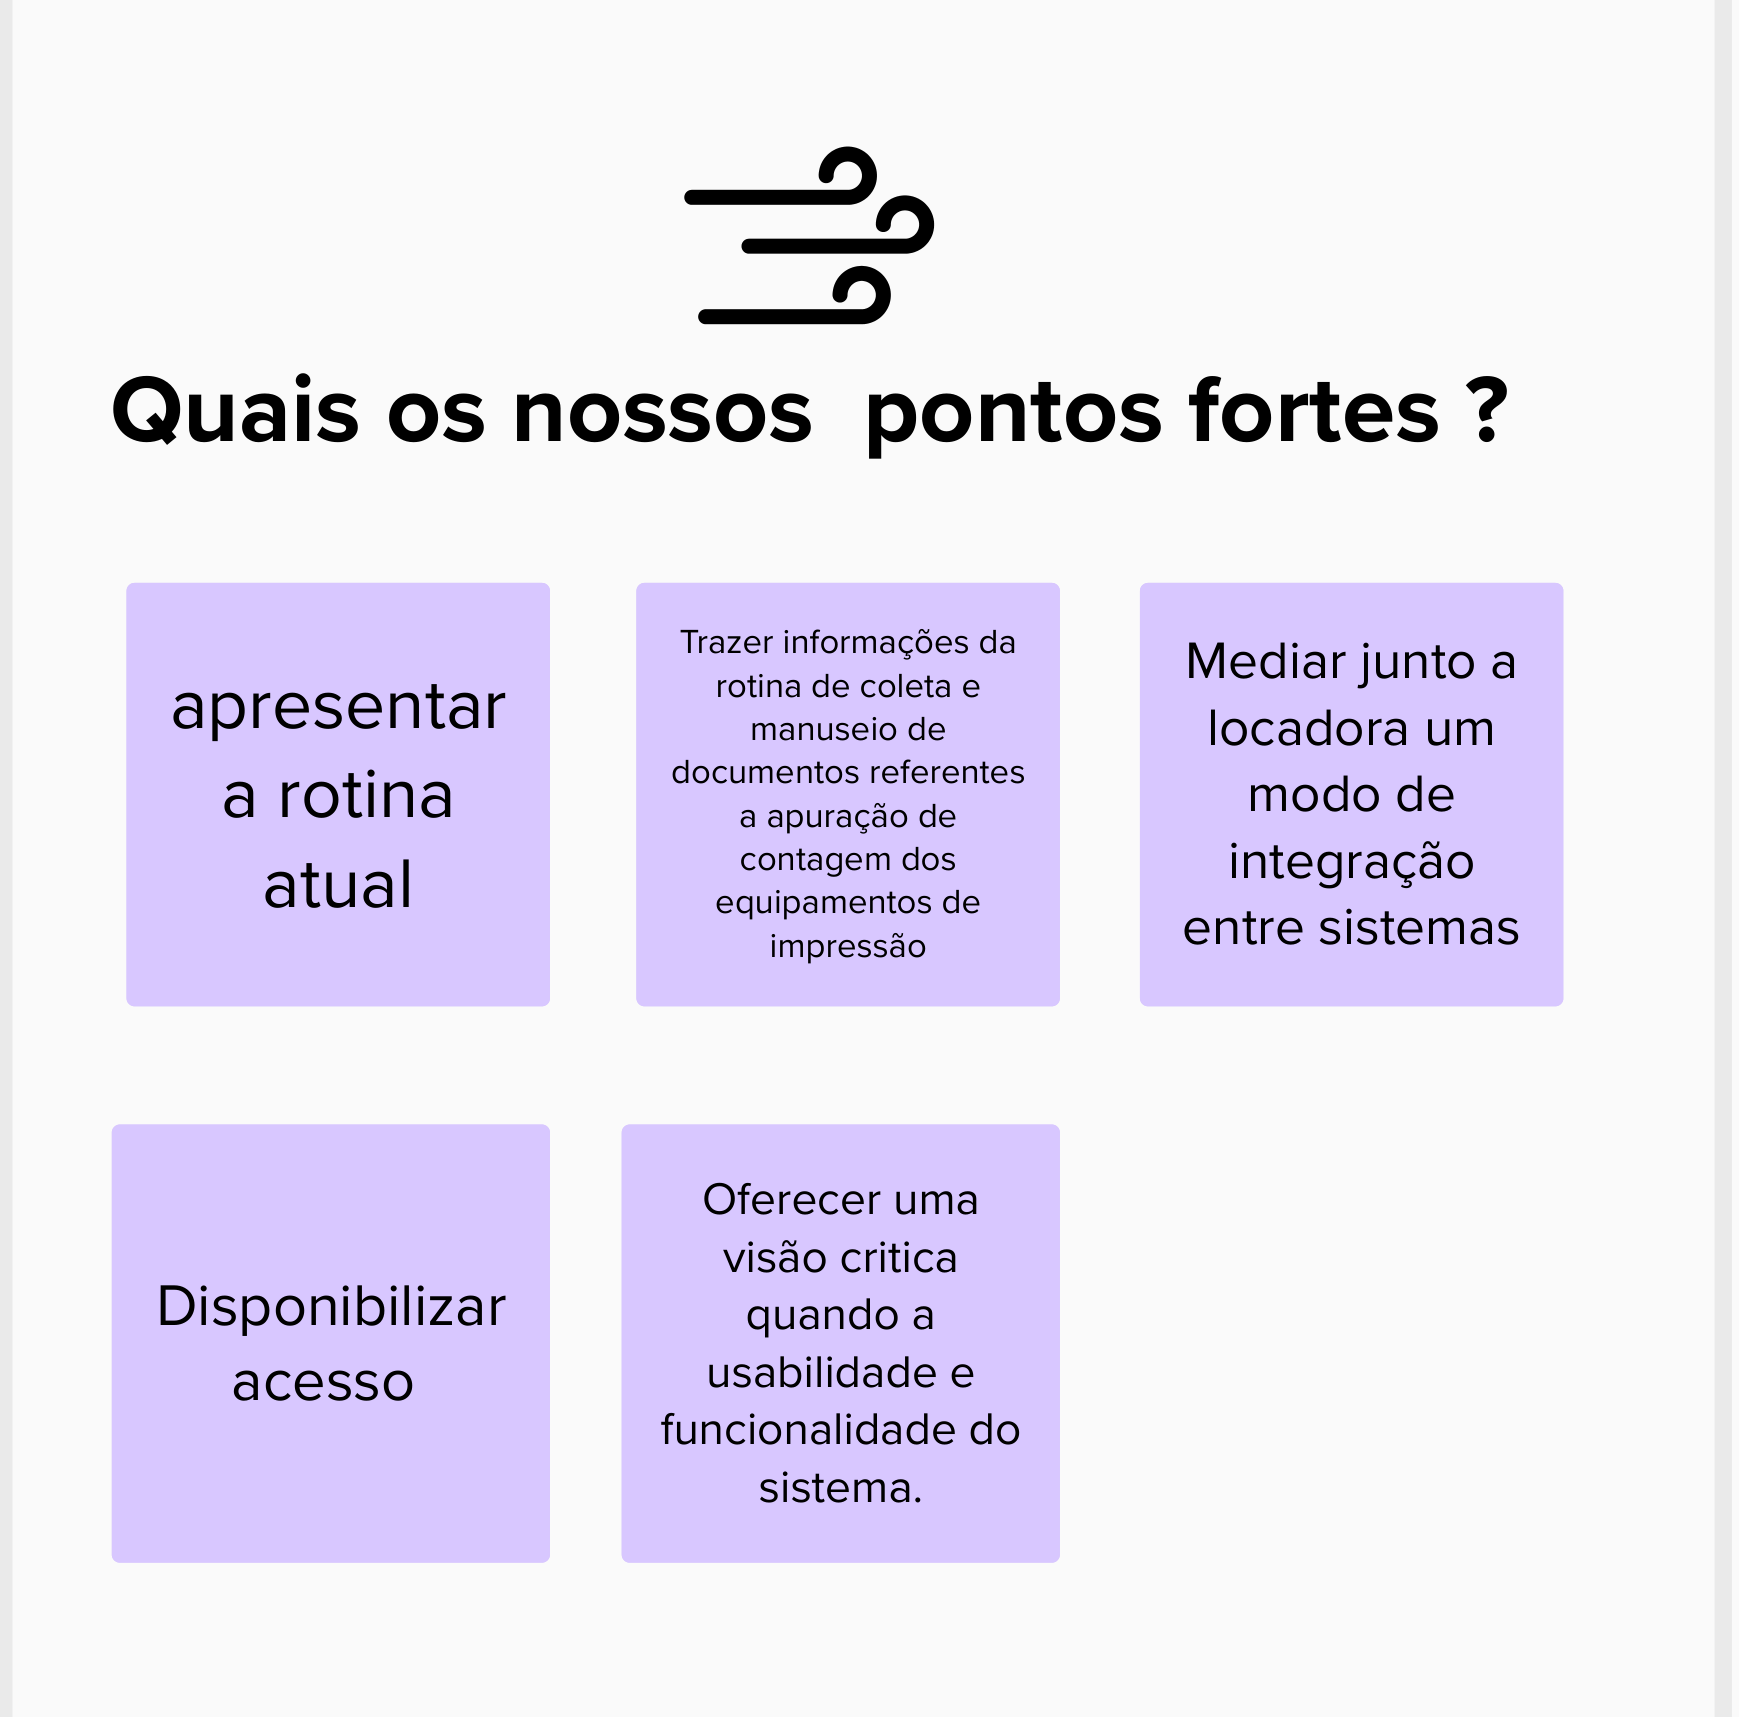 Quais os nossos  pontos fortes ?
apresentar
a rotina
atual
Trazer informações da
rotina de coleta e
manuseio de
documentos referentes
a apuração de
contagem dos
equipamentos de
impressão
Mediar junto a
locadora um
modo de
integração
entre sistemas
Disponibilizar
acesso
Oferecer uma
visão critica
quando a
usabilidade e
funcionalidade do
sistema.